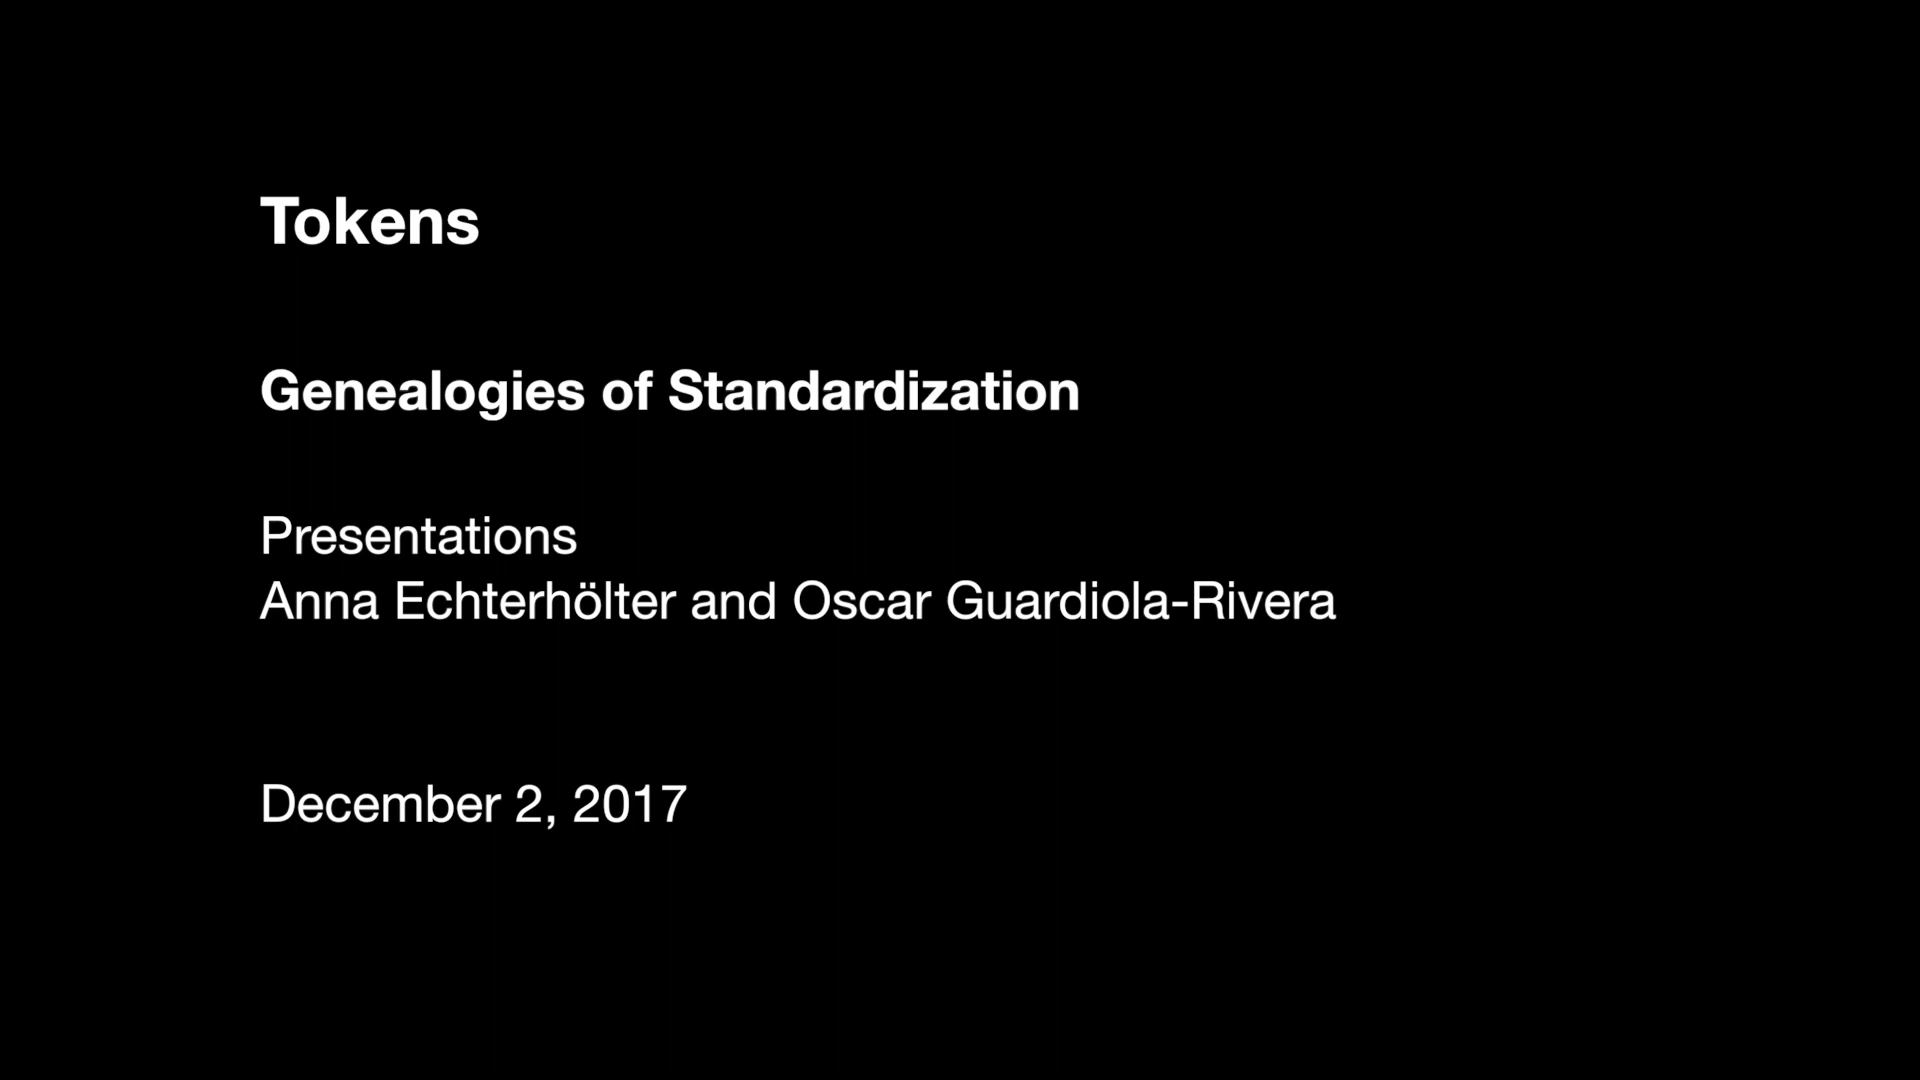 Tokens
Genealogies of Standardization
Presentations
Anna Echterhölter and Oscar Guardiola-Rivera
December 2, 2017